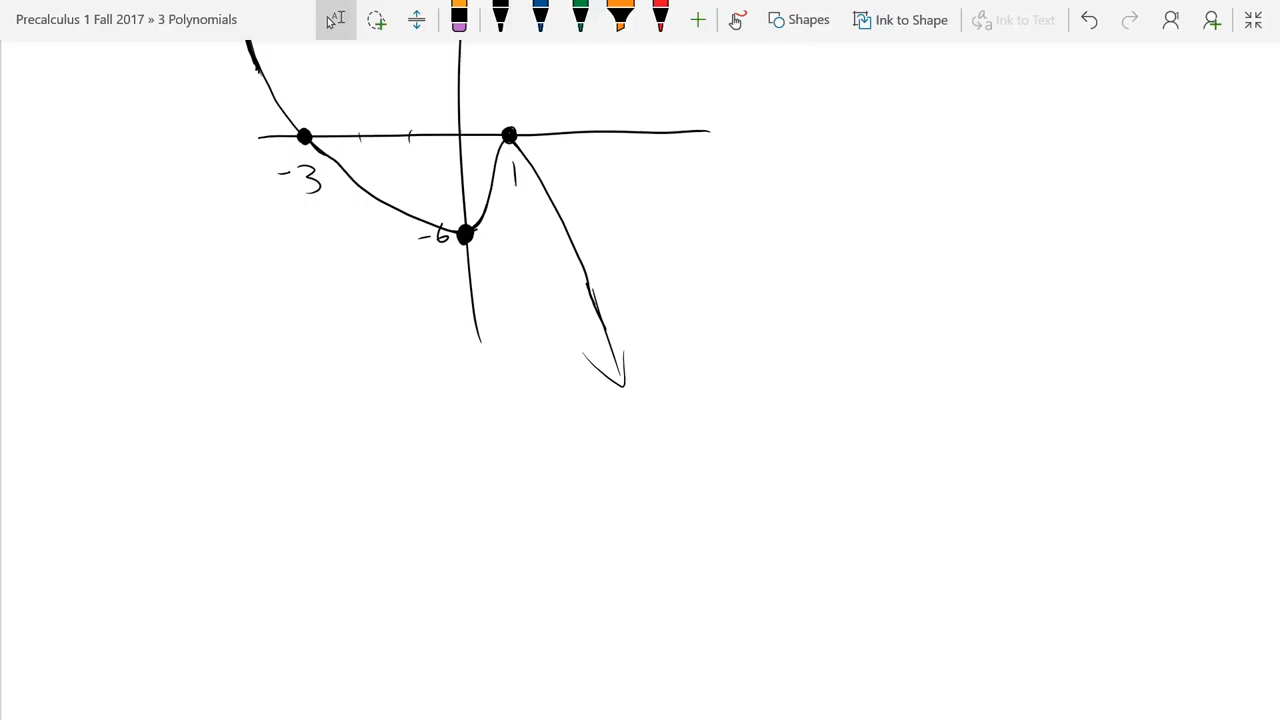 Precalculus 1 Fall 2017 » 3 Polynomials
Shapes
Ink to Shape
Ink to Text
-3
1
-6